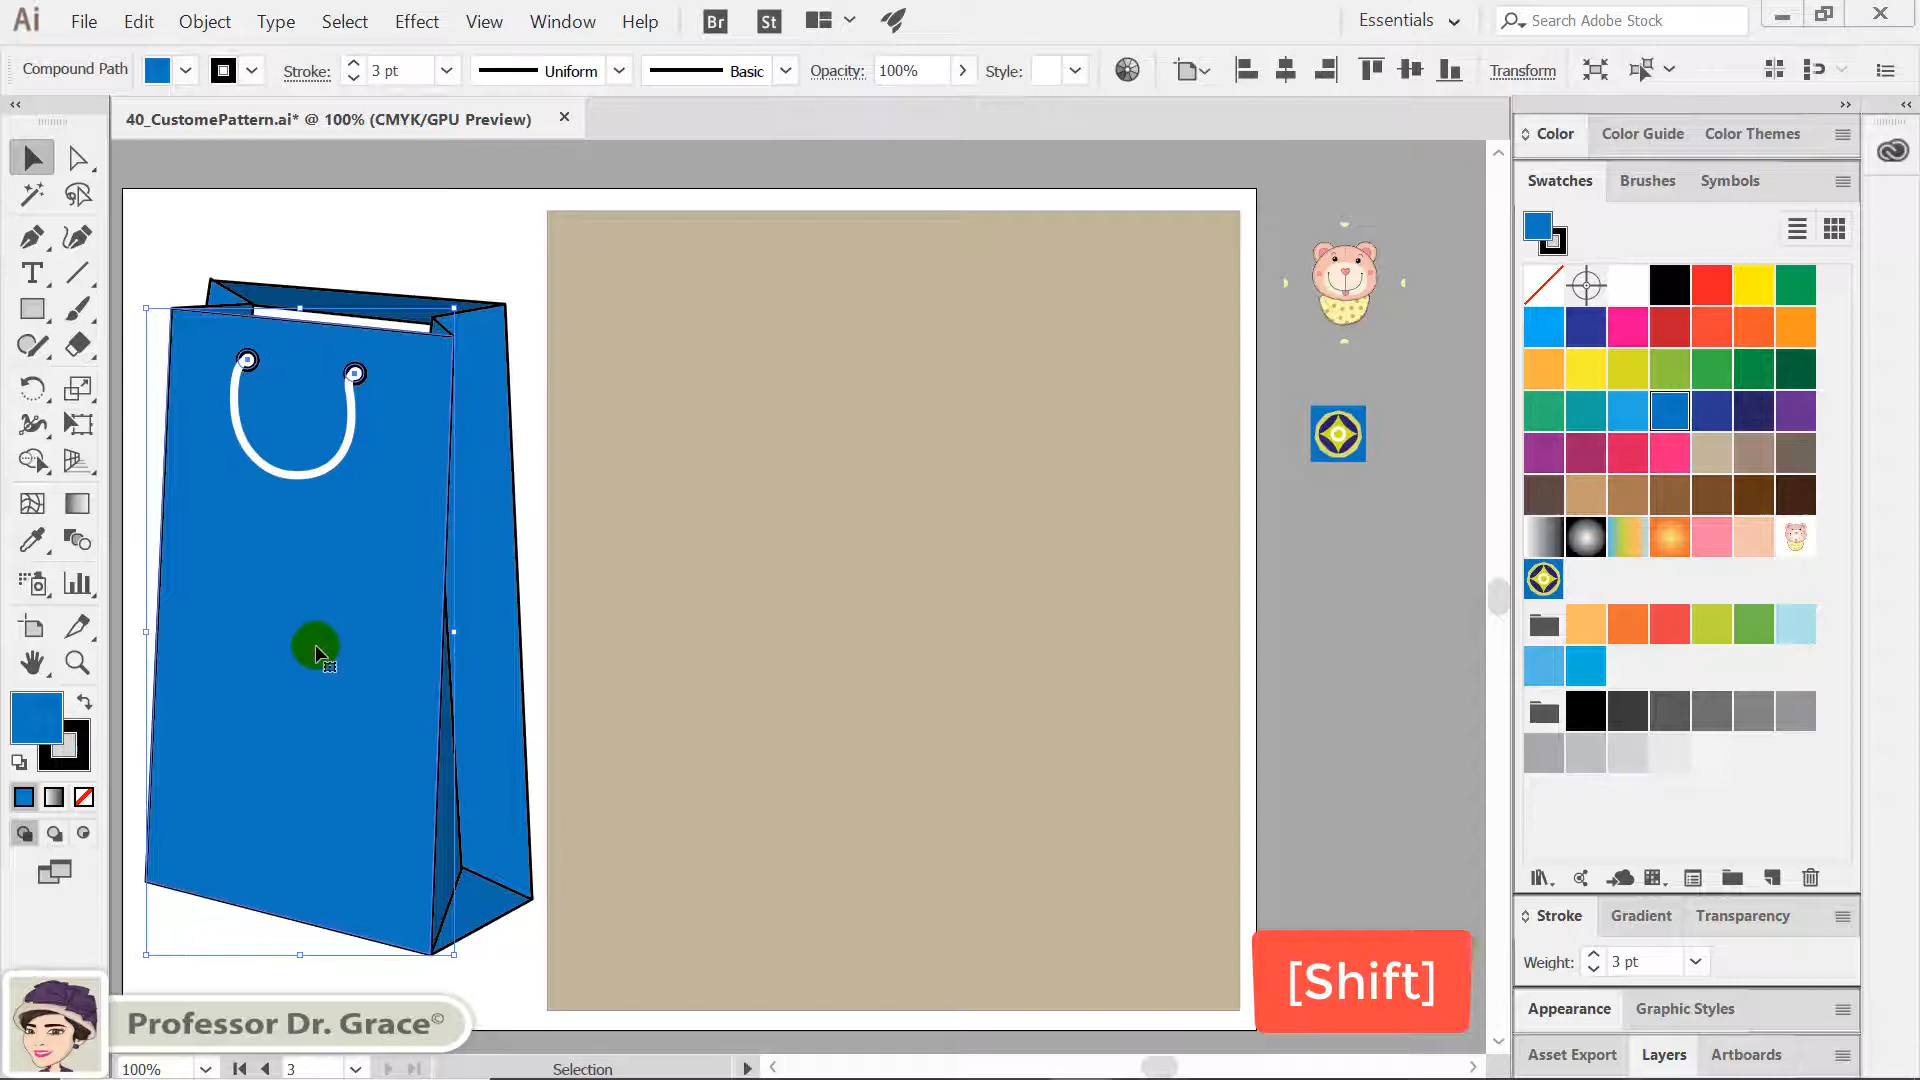 Ai File Edit Object Type Select Effect View Window Help Br St Essentials Search Adobe Stock
Compound Path Stroke: 3 pt Uniform Basic Opacity: 100% Style: Transform
40_CustomePattern.ai* @ 100% (CMYK/GPU Preview)
Color Color Guide Color Themes
Swatches Brushes Symbols
[Shift]
Stroke Gradient Transparency
Weight: 3 pt
Appearance Graphic Styles
Professor Dr. Grace©
Asset Export Layers Artboards
100% 3 Selection